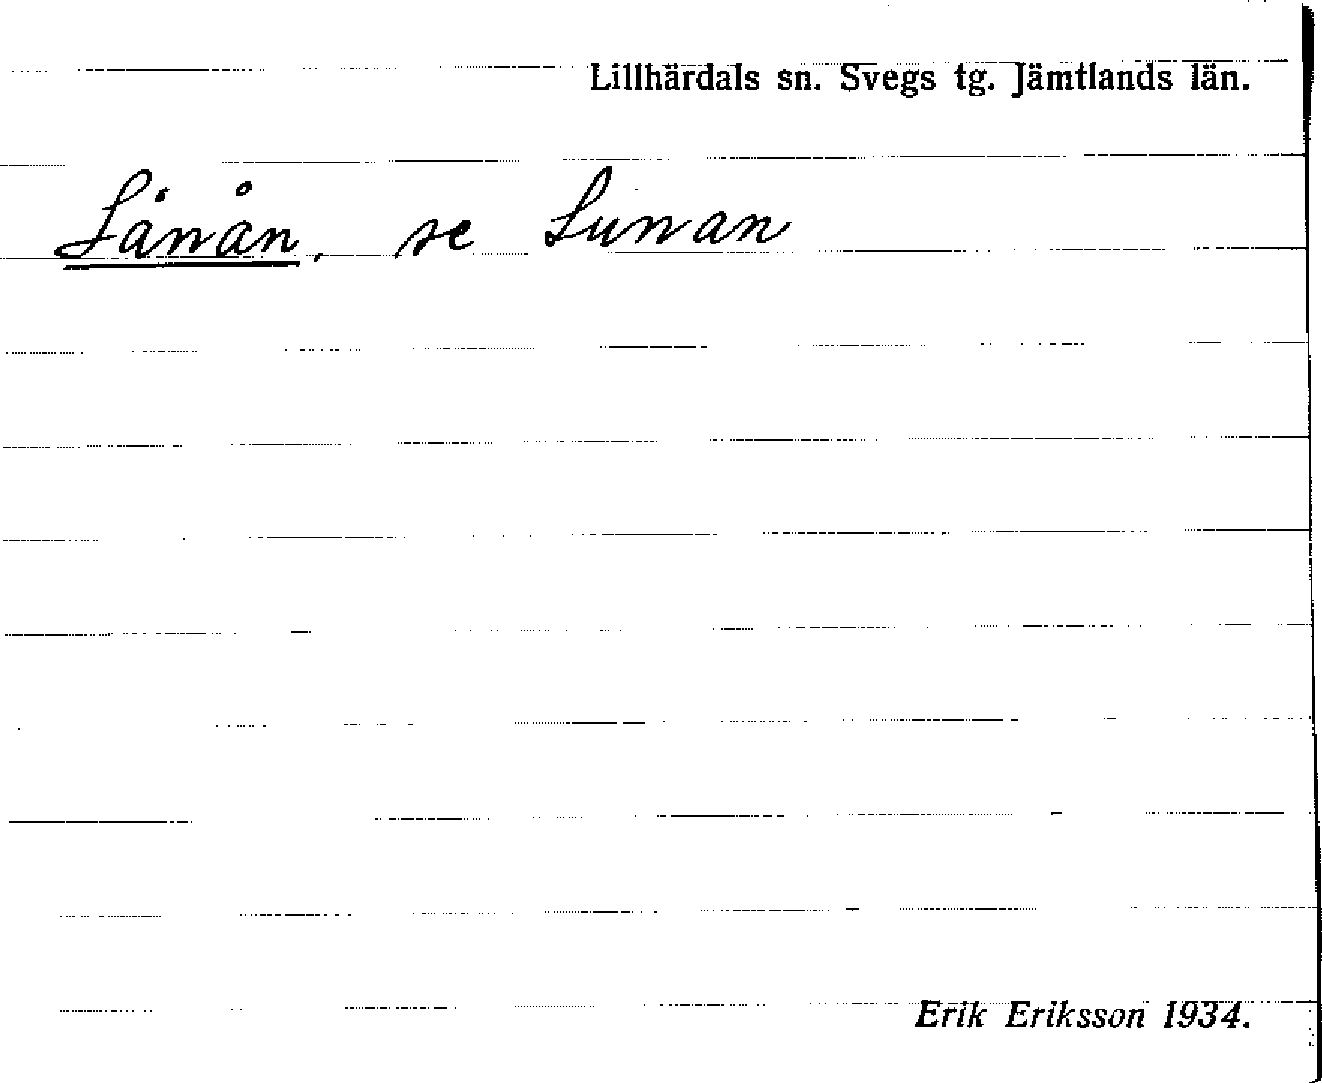 Lillhärdals sn. Svegs tg. Jämtlands län.
Lånån, se Lunan
Erik Eriksson 1934.